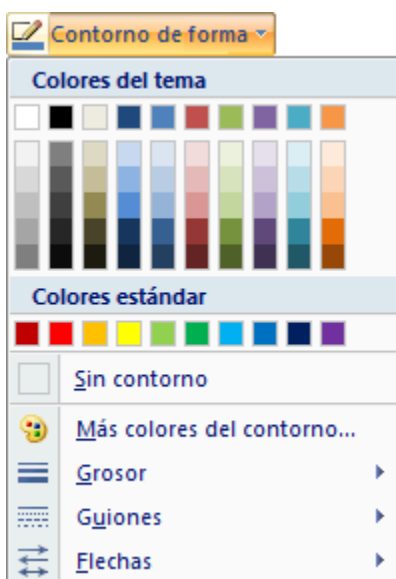 Contorno de forma
Colores del tema
Colores estándar
Sin contorno
Más colores del contorno...
Grosor
Guiones
Flechas